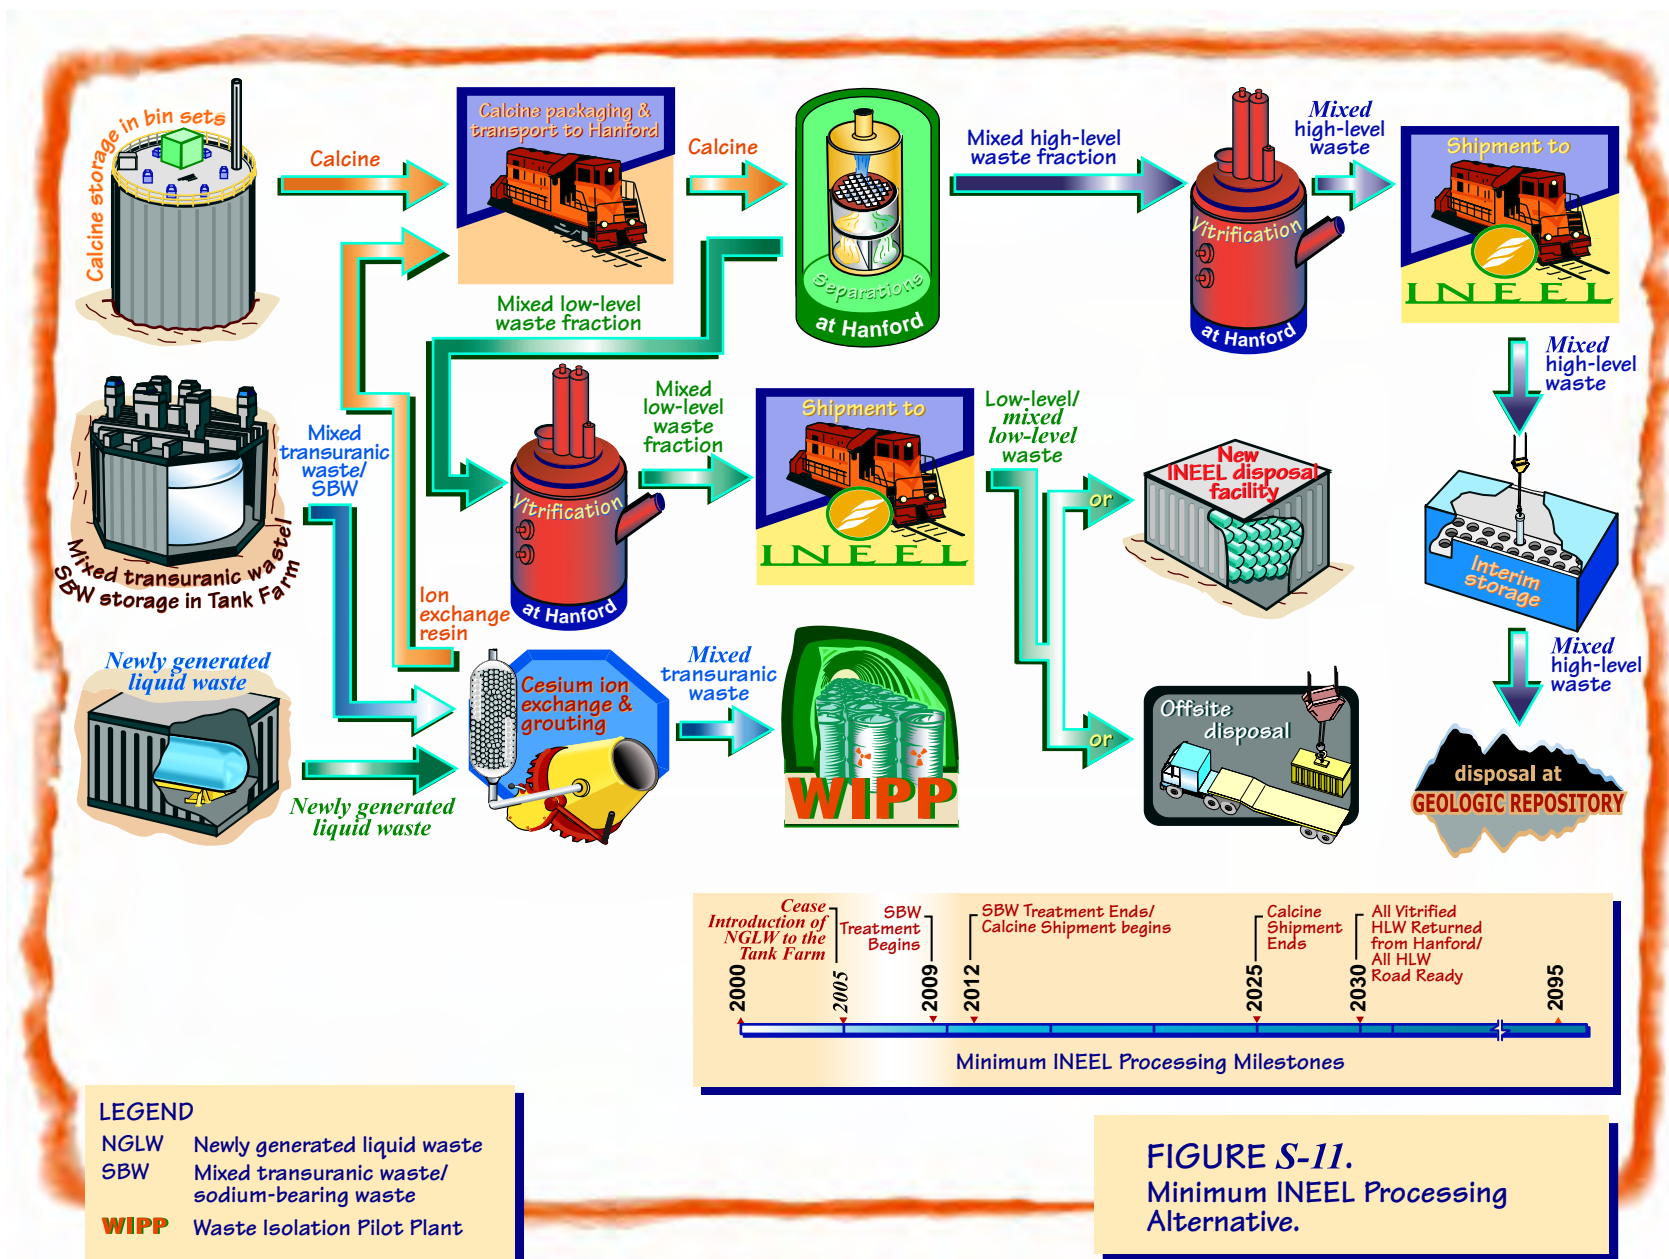 Calcine storage in bin sets
Calcine
Calcine packaging &
transport to Hanford
Calcine
Separations
at Hanford
Mixed high-level
waste fraction
Vitrification
at Hanford
Mixed
high-level
waste
Shipment to
INEEL
Mixed low-level
waste fraction
Mixed
high-level
waste
Mixed transuranic waste/
SBW storage in Tank Farm
Mixed
transuranic
waste/
SBW
Vitrification
at Hanford
Mixed
low-level
waste
fraction
Shipment to
INEEL
Low-level/
mixed
low-level
waste
or
New
INEEL disposal
facility
Interim
storage
Ion
exchange
resin
Newly generated
liquid waste
Newly generated
liquid waste
Cesium ion
exchange &
grouting
Mixed
transuranic
waste
WIPP
or
Offsite
disposal
Mixed
high-level
waste
disposal at
GEOLOGIC REPOSITORY
Cease
Introduction of
NGLW to the
Tank Farm
SBW
Treatment
Begins
SBW Treatment Ends/
Calcine Shipment begins
Calcine
Shipment
Ends
All Vitrified
HLW Returned
from Hanford/
All HLW
Road Ready
2000
2005
2009
2012
2025
2030
2095
Minimum INEEL Processing Milestones
LEGEND
NGLW Newly generated liquid waste
SBW Mixed transuranic waste/
sodium-bearing waste
WIPP Waste Isolation Pilot Plant
FIGURE S-11.
Minimum INEEL Processing
Alternative.